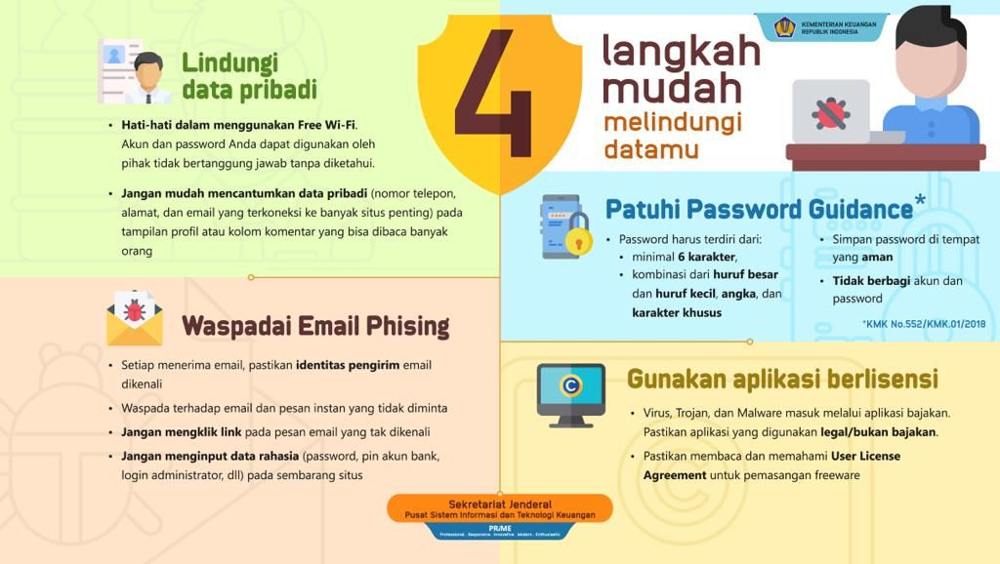 KEMENTERIAN KEUANGAN
REPUBLIK INDONESIA
4
langkah
mudah
melindungi
datamu
Lindungi
data pribadi
• Hati-hati dalam menggunakan Free Wi-Fi.
Akun dan password Anda dapat digunakan oleh
pihak tidak bertanggung jawab tanpa diketahui.
• Jangan mudah mencantumkan data pribadi (nomor telepon,
alamat, dan email yang terkoneksi ke banyak situs penting) pada
tampilan profil atau kolom komentar yang bisa dibaca banyak
orang
Patuhi Password Guidance*
• Password harus terdiri dari:
• minimal 6 karakter,
• kombinasi dari huruf besar
dan huruf kecil, angka, dan
karakter khusus
• Simpan password di tempat
yang aman
• Tidak berbagi akun dan
password
*KMK No.552/KMK.01/2018
Waspadai Email Phising
• Setiap menerima email, pastikan identitas pengirim email
dikenali
• Waspada terhadap email dan pesan instan yang tidak diminta
• Jangan mengklik link pada pesan email yang tak dikenali
• Jangan menginput data rahasia (password, pin akun bank,
login administrator, dll) pada sembarang situs
Gunakan aplikasi berlisensi
• Virus, Trojan, dan Malware masuk melalui aplikasi bajakan.
Pastikan aplikasi yang digunakan legal/bukan bajakan.
• Pastikan membaca dan memahami User License
Agreement untuk pemasangan freeware
C
Sekretariat Jenderal
Pusat Sistem Informasi dan Teknologi Keuangan
PRiME
Professional . Responsive . Innovative . Modern . Enthusiastic